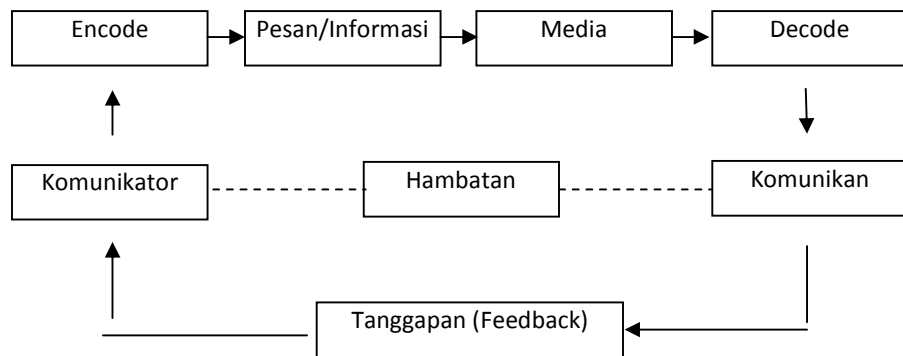 Encode
Pesan/Informasi
Media
Decode
Komunikator
Hambatan
Komunikan
Tanggapan (Feedback)